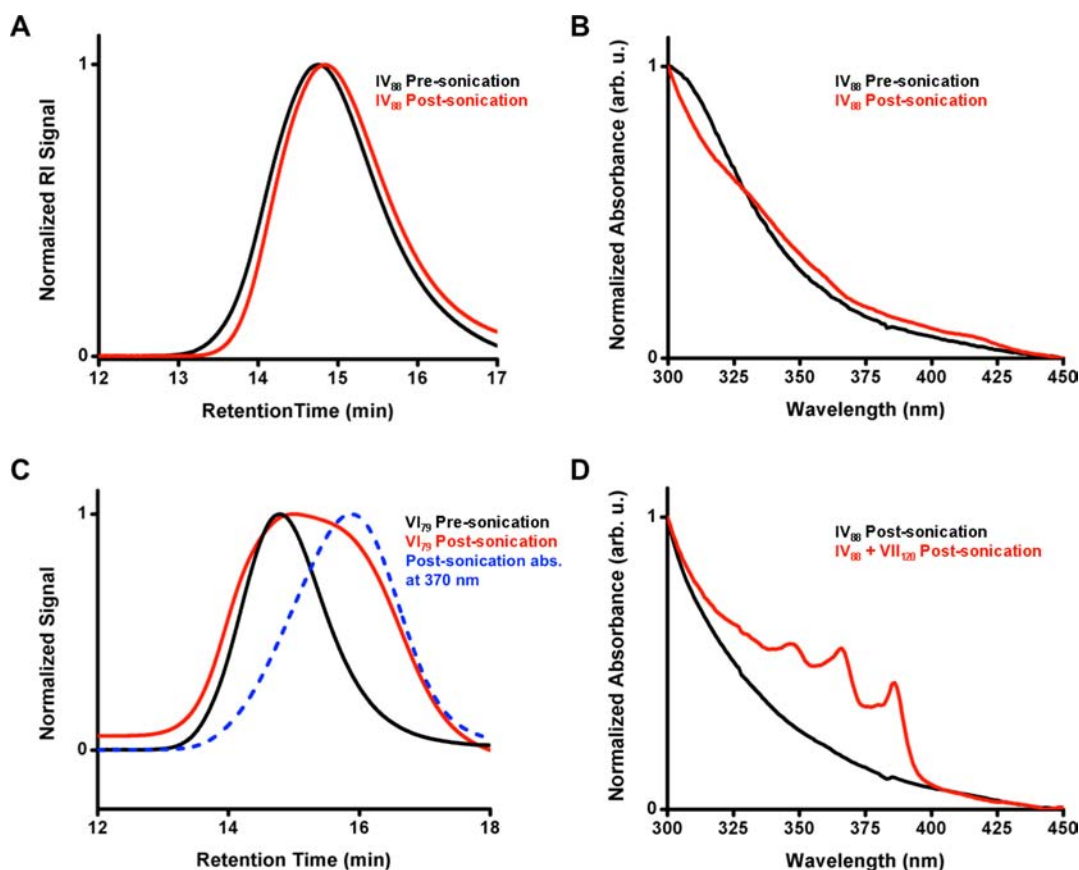 A
Normalized RI Signal
1
0
IV88 Pre-sonication
IV88 Post-sonication
12 13 14 15 16 17
RetentionTime (min)
B
Normalized Absorbance (arb. u.)
1
0
IV88 Pre-sonication
IV88 Post-sonication
300 325 350 375 400 425 450
Wavelength (nm)
C
Normalized Signal
1
0
VI79 Pre-sonication
VI79 Post-sonication
Post-sonication abs.
at 370 nm
12 14 16 18
Retention Time (min)
D
Normalized Absorbance (arb. u.)
1
0
IV88 Post-sonication
IV88 + VII120 Post-sonication
300 325 350 375 400 425 450
Wavelength (nm)